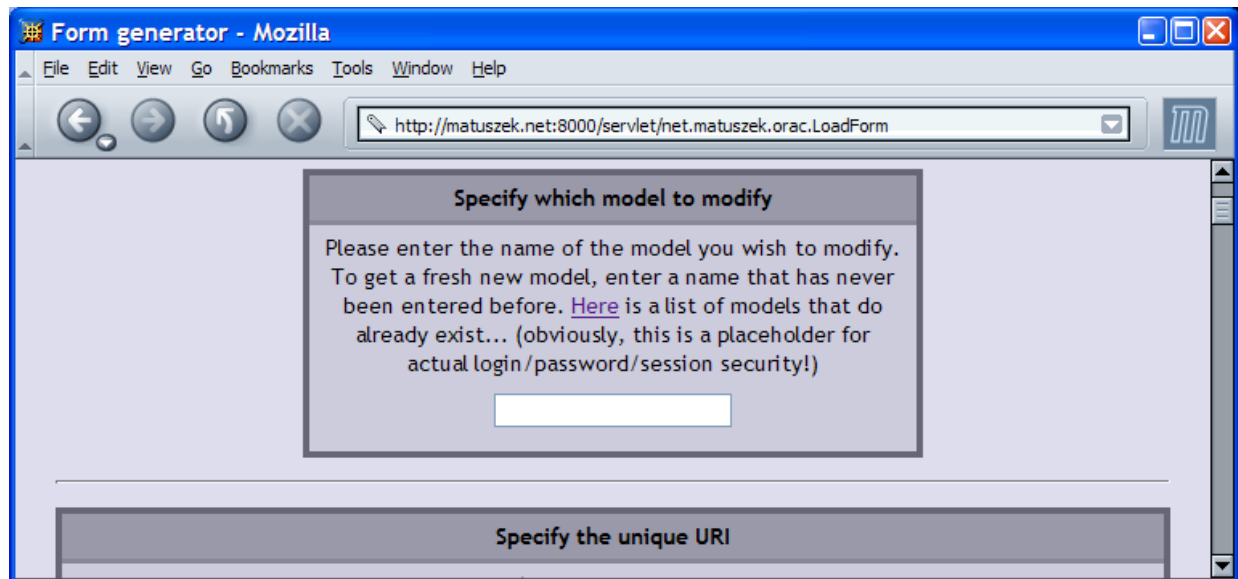 Form generator - Mozilla
File Edit View Go Bookmarks Tools Window Help
http://matuszek.net:8000/servlet/net.matuszek.orac.LoadForm
Specify which model to modify
Please enter the name of the model you wish to modify.
To get a fresh new model, enter a name that has never
been entered before. Here is a list of models that do
already exist... (obviously, this is a placeholder for
actual login/password/session security!)
Specify the unique URI